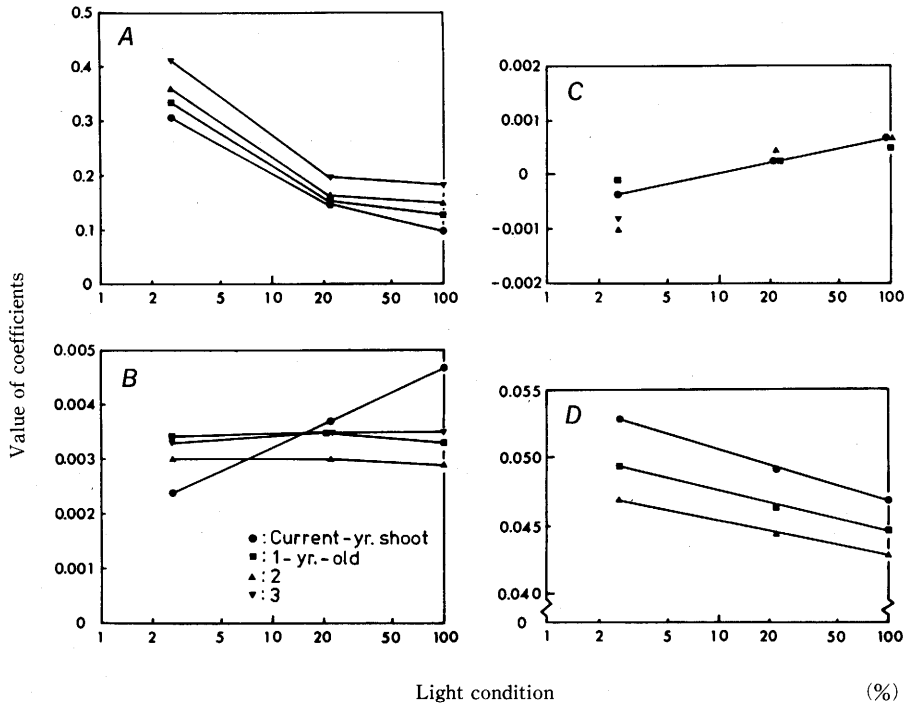 A
0.5
0.4
0.3
0.2
0.1
0
1 2 5 10 20 50 100
C
0.002
0.001
0
−0.001
−0.002
1 2 5 10 20 50 100
B
0.005
0.004
0.003
0.002
0.001
0
1 2 5 10 20 50 100
: Current-yr. shoot
: 1-yr.-old
: 2
: 3
D
0.055
0.050
0.045
0.040
0
1 2 5 10 20 50 100
Value of coefficients
Light condition (%)